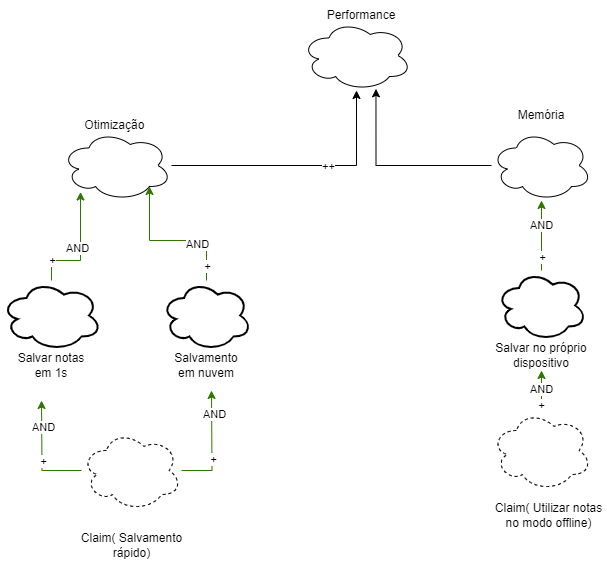 Performance
Memória
Otimização
++
AND
AND
AND
+
+
+
Salvar notas
em 1s
Salvamento
em nuvem
Salvar no próprio
dispositivo
AND
AND
AND
+
+
+
Claim( Salvamento
rápido)
Claim( Utilizar notas
no modo offline)